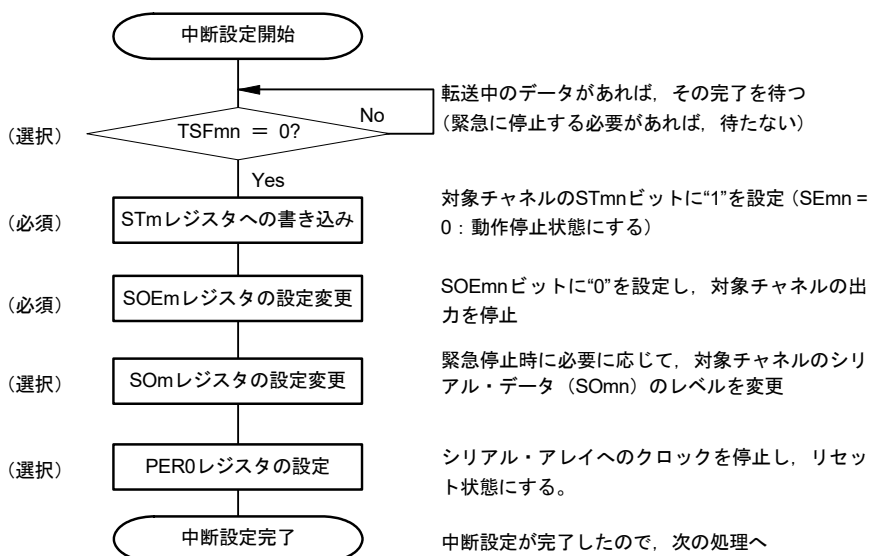 中断設定開始
転送中のデータがあれば，その完了を待つ
（緊急に停止する必要があれば，待たない）
（選択）
TSFmn ＝ 0?
No
Yes
（必須）
STmレジスタへの書き込み
対象チャネルのSTmnビットに“1”を設定（SEmn =
0：動作停止状態にする）
（必須）
SOEmレジスタの設定変更
SOEmnビットに“0”を設定し，対象チャネルの出
力を停止
（選択）
SOmレジスタの設定変更
緊急停止時に必要に応じて，対象チャネルのシリ
アル・データ（SOmn）のレベルを変更
（選択）
PER0レジスタの設定
シリアル・アレイへのクロックを停止し，リセッ
ト状態にする。
中断設定完了
中断設定が完了したので，次の処理へ